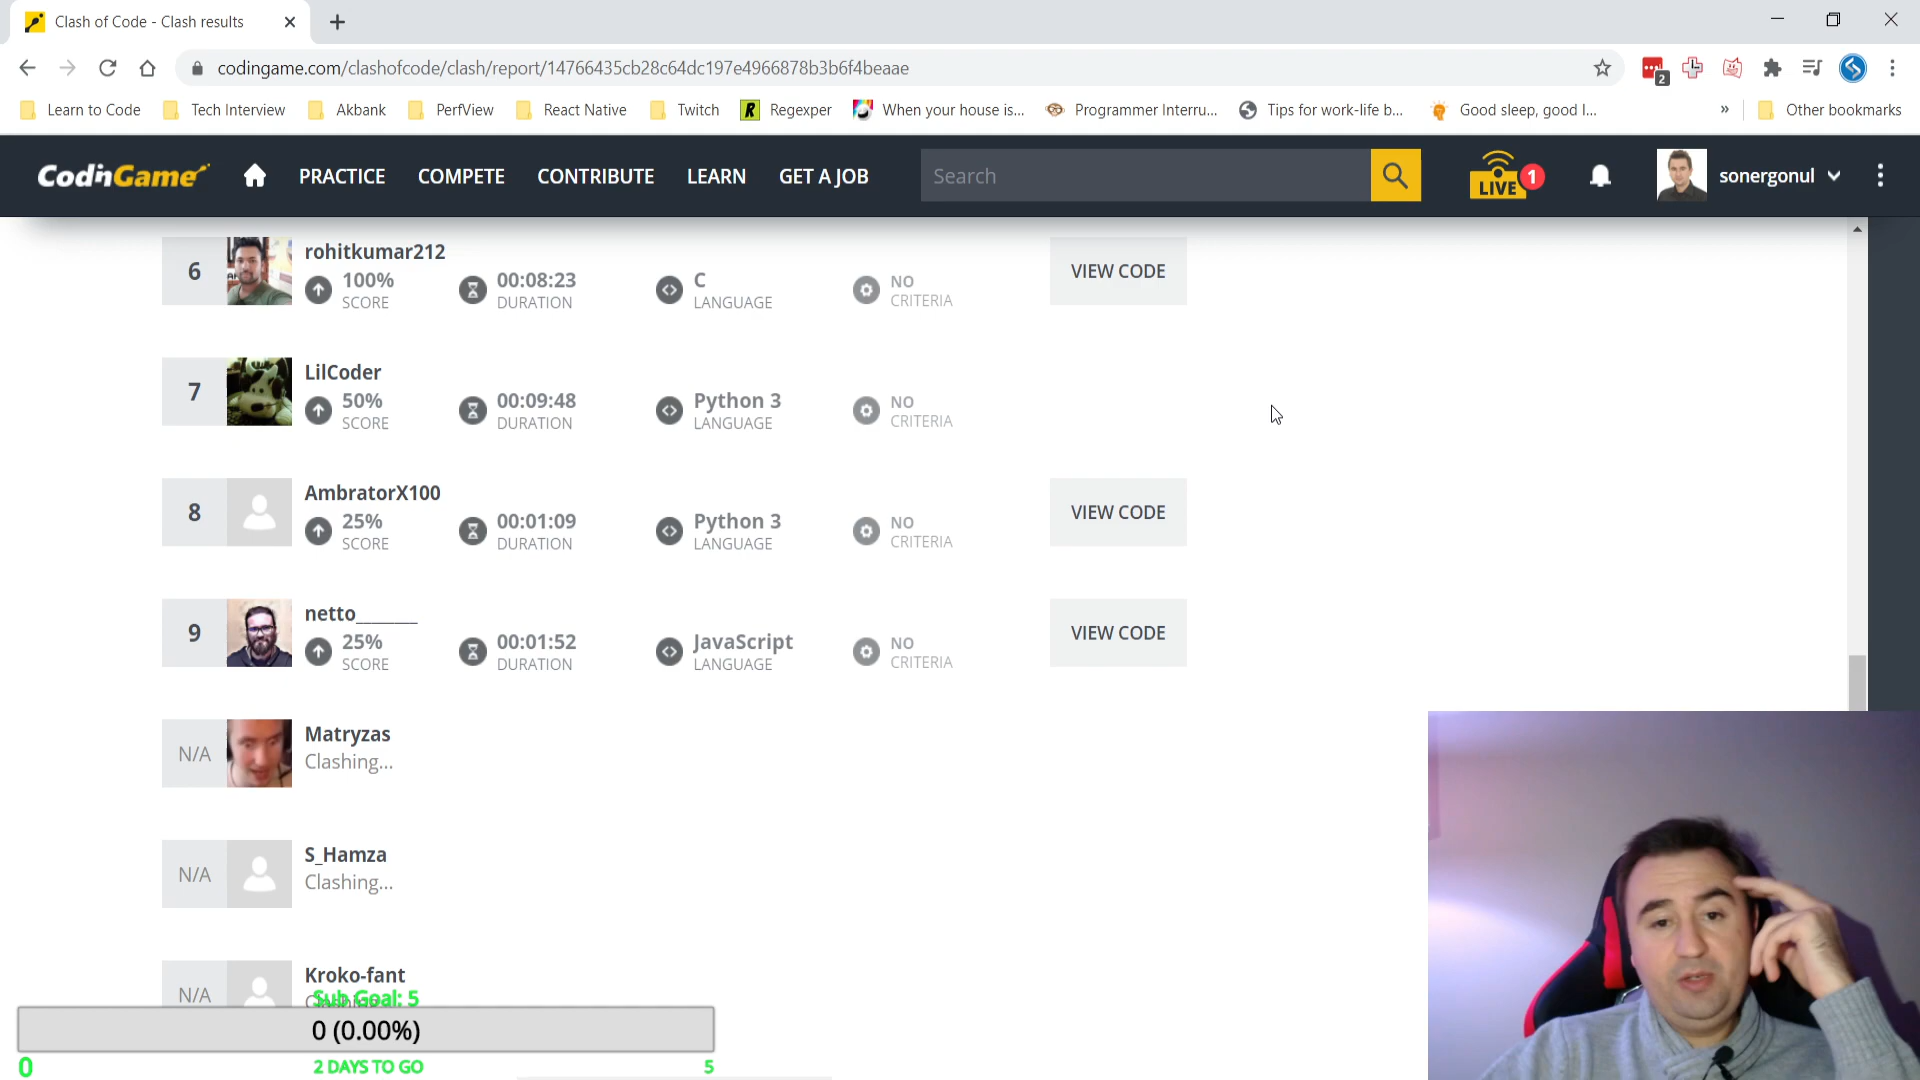 Clash of Code - Clash results
codingame.com/clashofcode/clash/report/14766435cb28c64dc197e4966878b3b6f4beaae
2
Learn to Code
Tech Interview
Akbank
PerfView
React Native
Twitch
R
Regexper
When your house is...
Programmer Interru...
Tips for work-life b...
Good sleep, good l...
»
Other bookmarks
CodinGame
PRACTICE
COMPETE
CONTRIBUTE
LEARN
GET A JOB
Search
LIVE
1
sonergonul
6
rohitkumar212
100%
SCORE
00:08:23
DURATION
C
LANGUAGE
NO
CRITERIA
VIEW CODE
7
LilCoder
50%
SCORE
00:09:48
DURATION
Python 3
LANGUAGE
NO
CRITERIA
8
AmbratorX100
25%
SCORE
00:01:09
DURATION
Python 3
LANGUAGE
NO
CRITERIA
VIEW CODE
9
netto________
25%
SCORE
00:01:52
DURATION
JavaScript
LANGUAGE
NO
CRITERIA
VIEW CODE
N/A
Matryzas
Clashing...
N/A
S_Hamza
Clashing...
N/A
Kroko-fant
Sub Goal: 5
0 (0.00%)
0
2 DAYS TO GO
5